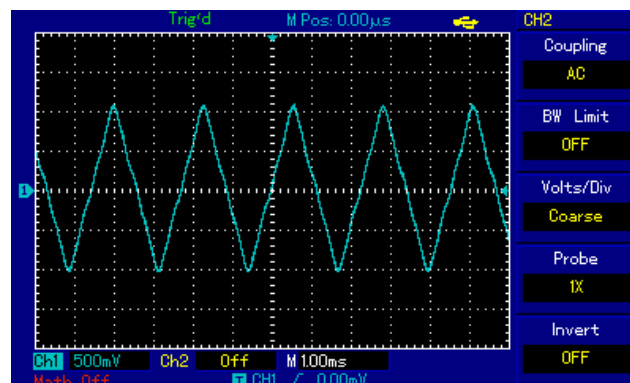 Trig'd M Pos: 0.00µs CH2
Coupling
AC
BW Limit
OFF
Volts/Div
Coarse
Probe
1X
Invert
OFF
1
Ch1 500mV Ch2 Off M 1.00ms
Math Off T CH1 0.00mV